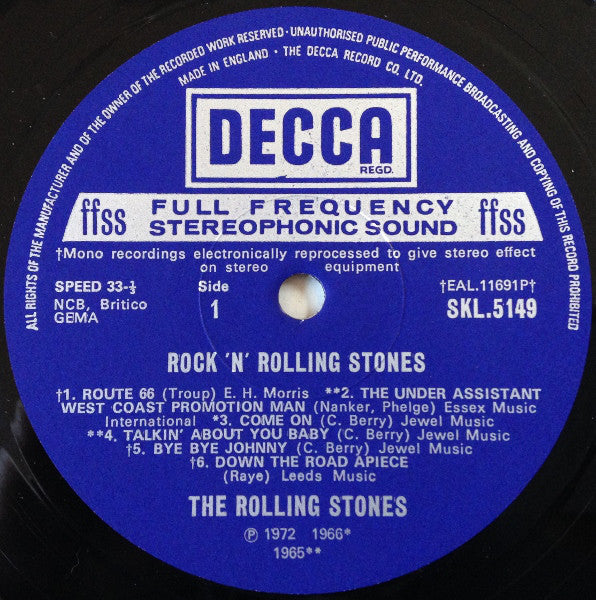 ALL RIGHTS OF THE MANUFACTURER AND OF THE OWNER OF THE RECORDED WORK RESERVED · UNAUTHORISED PUBLIC PERFORMANCE BROADCASTING AND COPYING OF THIS RECORD PROHIBITED
MADE IN ENGLAND · THE DECCA RECORD CO. LTD.
DECCA
REGD.
ffss FULL FREQUENCY STEREOPHONIC SOUND ffss
†Mono recordings electronically reprocessed to give stereo effect
on stereo equipment
SPEED 33-⅓ Side †EAL.11691P†
NCB, Britico 1 SKL.5149
GEMA
ROCK 'N' ROLLING STONES
†1. ROUTE 66 (Troup) E. H. Morris **2. THE UNDER ASSISTANT
WEST COAST PROMOTION MAN (Nanker, Phelge) Essex Music
International *3. COME ON (C. Berry) Jewel Music
**4. TALKIN' ABOUT YOU BABY (C. Berry) Jewel Music
†5. BYE BYE JOHNNY (C. Berry) Jewel Music
†6. DOWN THE ROAD APIECE
(Raye) Leeds Music
THE ROLLING STONES
℗ 1972 1966*
1965**